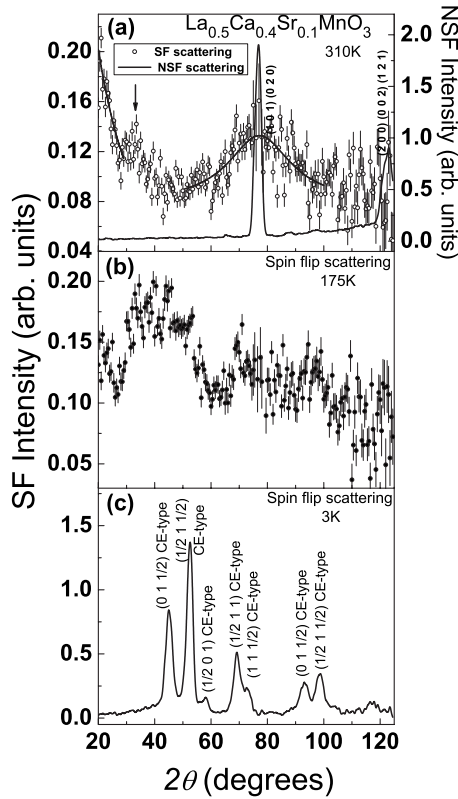 (a) La0.5Ca0.4Sr0.1MnO3
310K
SF scattering
NSF scattering
(1 0 1) (0 2 0)
(2 0 0) (0 0 2) (1 2 1)
0.20
0.16
0.12
0.08
0.04
2.0
1.5
1.0
0.5
0.0
NSF Intensity (arb. units)
SF Intensity (arb. units)
(b) Spin flip scattering
175K
0.20
0.15
0.10
0.05
(c) Spin flip scattering
3K
1.5
1.0
0.5
0.0
(0 1 1/2) CE-type
(1/2 1 1/2)
CE-type
(1/2 0 1) CE-type
(1/2 1 1) CE-type
(1 1 1/2) CE-type
(0 1 1/2) CE-type
(1/2 1 1/2) CE-type
20 40 60 80 100 120
2θ (degrees)